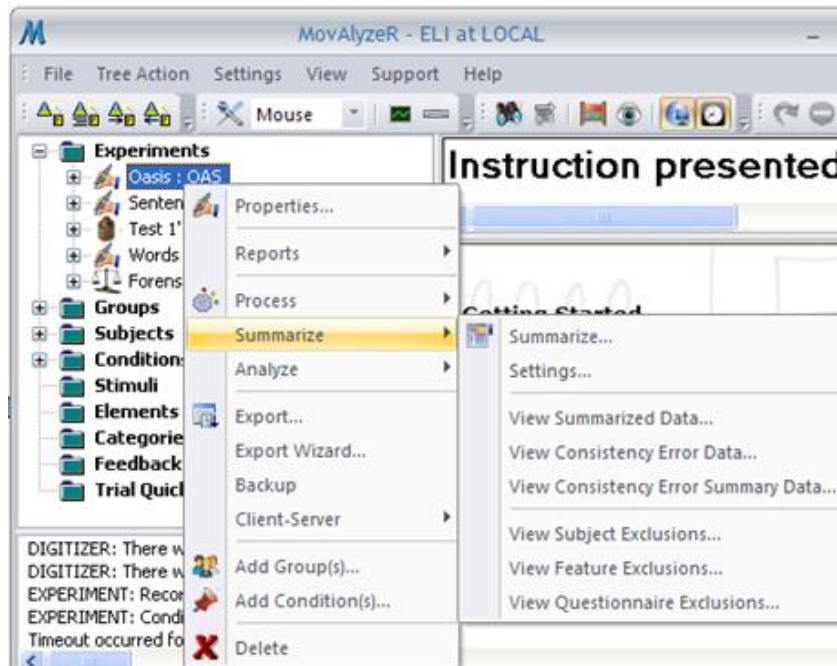 MovAlyzeR - ELI at LOCAL
File Tree Action Settings View Support Help
Mouse
Experiments
Oasis : OAS
Senten
Test 1'
Words
Forens
Groups
Subjects
Condition
Stimuli
Elements
Categorie
Feedback
Trial Quick
Instruction presented
Getting Started
Properties...
Reports
Process
Summarize
Analyze
Export...
Export Wizard...
Backup
Client-Server
Add Group(s)...
Add Condition(s)...
Delete
Summarize...
Settings...
View Summarized Data...
View Consistency Error Data...
View Consistency Error Summary Data...
View Subject Exclusions...
View Feature Exclusions...
View Questionnaire Exclusions...
DIGITIZER: There w
DIGITIZER: There w
EXPERIMENT: Recor
EXPERIMENT: Condi
Timeout occurred fo